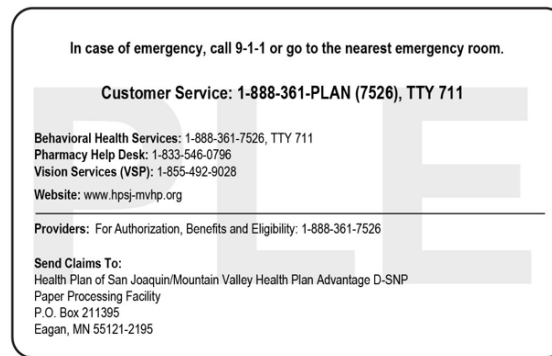 In case of emergency, call 9-1-1 or go to the nearest emergency room.
Customer Service: 1-888-361-PLAN (7526), TTY 711
Behavioral Health Services: 1-888-361-7526, TTY 711
Pharmacy Help Desk: 1-833-546-0796
Vision Services (VSP): 1-855-492-9028
Website: www.hpsj-mvhp.org
Providers: For Authorization, Benefits and Eligibility: 1-888-361-7526
Send Claims To:
Health Plan of San Joaquin/Mountain Valley Health Plan Advantage D-SNP
Paper Processing Facility
P.O. Box 211395
Eagan, MN 55121-2195
PLE